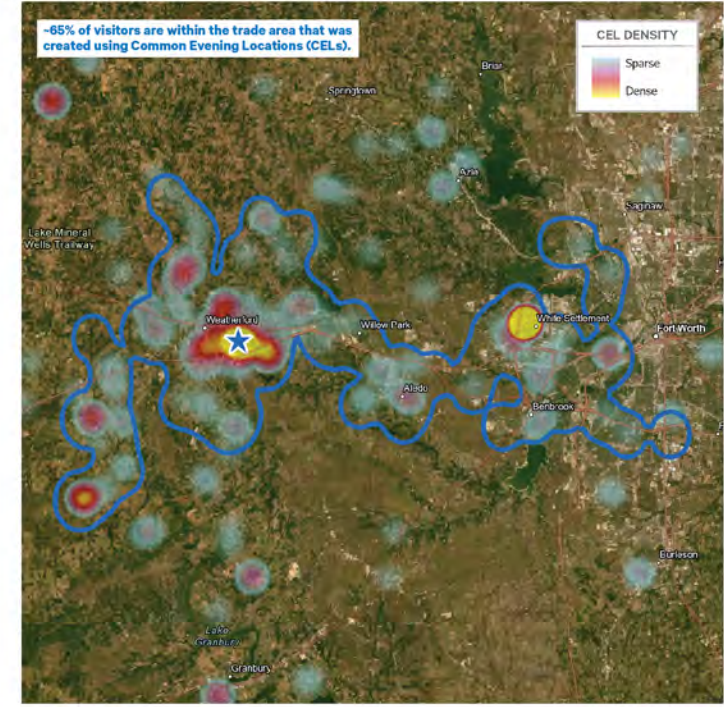 ~65% of visitors are within the trade area that was
created using Common Evening Locations (CELs).
CEL DENSITY
Sparse
Dense
Briar
Springtown
Azle
Saginaw
Lake Mineral
Wells Trailway
Weatherford
Willow Park
White Settlement
Fort Worth
Aledo
Benbrook
Burleson
Lake
Granbury
Granbury